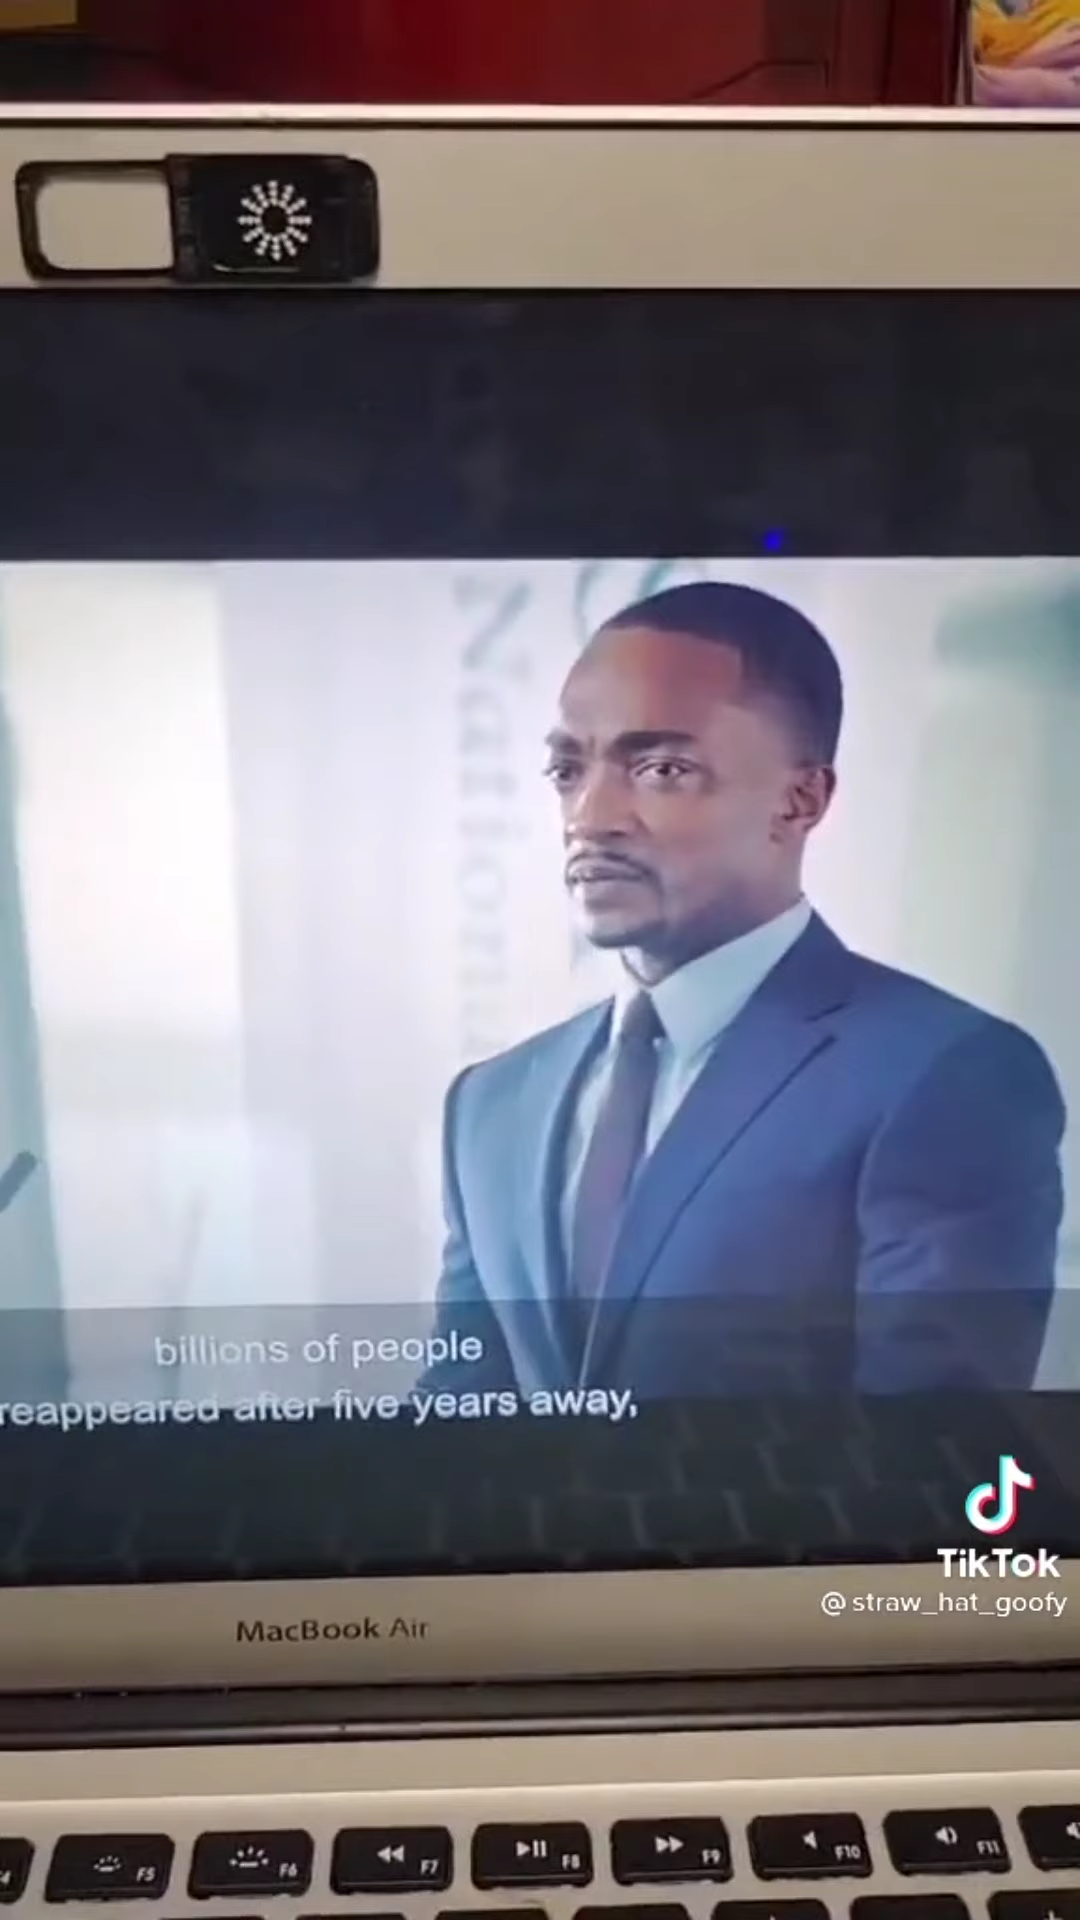 National
billions of people
reappeared after five years away,
TikTok
@straw_hat_goofy
MacBook Air
F5
F6
F7
F8
F9
F10
F11